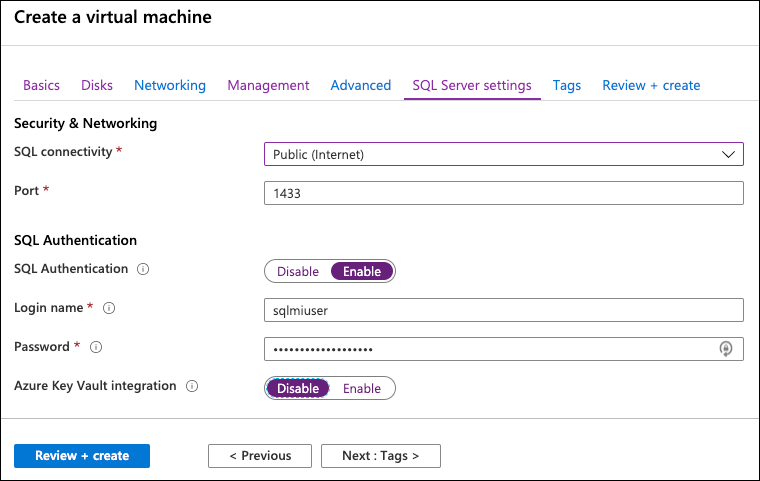 Create a virtual machine
Basics Disks Networking Management Advanced SQL Server settings Tags Review + create
Security & Networking
SQL connectivity * Public (Internet)
Port * 1433
SQL Authentication
SQL Authentication Disable Enable
Login name * sqlmiuser
Password * •••••••••••••••••••
Azure Key Vault integration Disable Enable
Review + create < Previous Next : Tags >